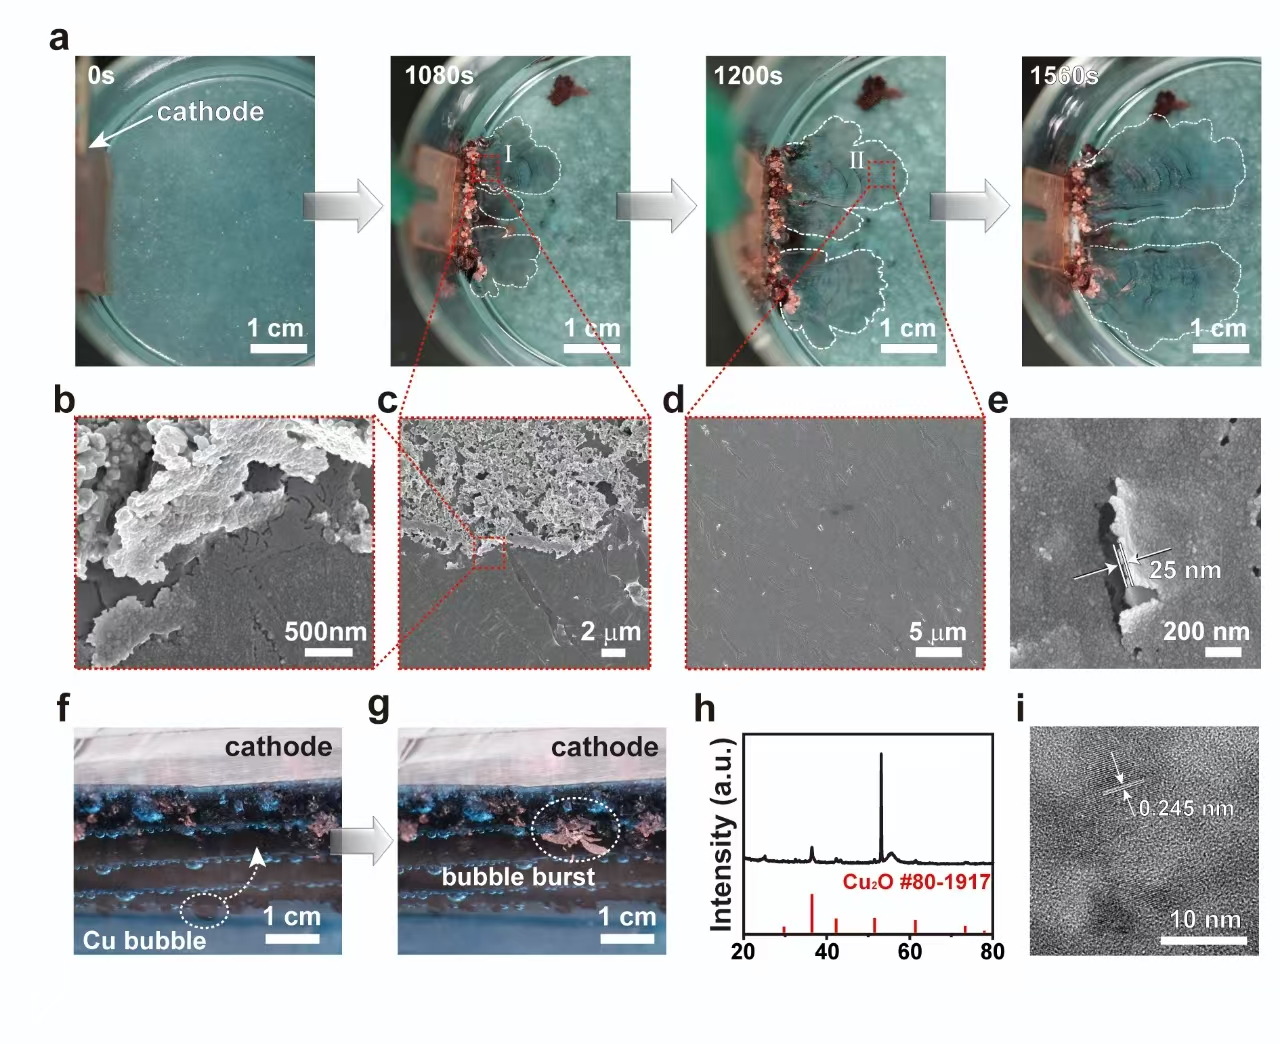 a
0s
cathode
1 cm
1080s
I
1 cm
1200s
II
1 cm
1560s
1 cm
b
500nm
c
2 μm
d
5 μm
e
25 nm
200 nm
f
cathode
Cu bubble
1 cm
g
cathode
bubble burst
1 cm
h
Intensity (a.u.)
Cu₂O #80-1917
20 40 60 80
i
0.245 nm
10 nm